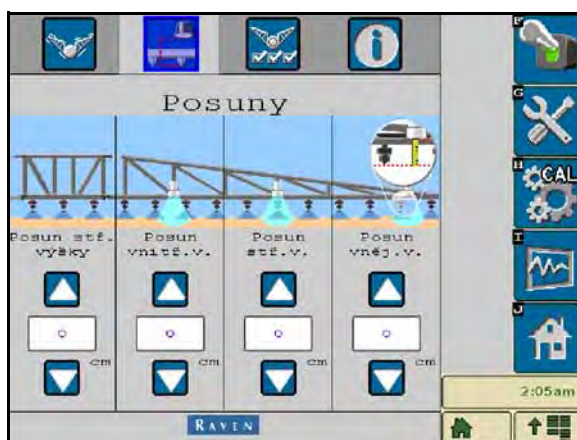 F
G
H
CAL
I
J
Posuny
Posun stř.
výšky
Posun
vnitř.v.
Posun
stř.v.
Posun
vněj.v.
0
0
0
0
cm
cm
cm
cm
2:05am
RAVEN